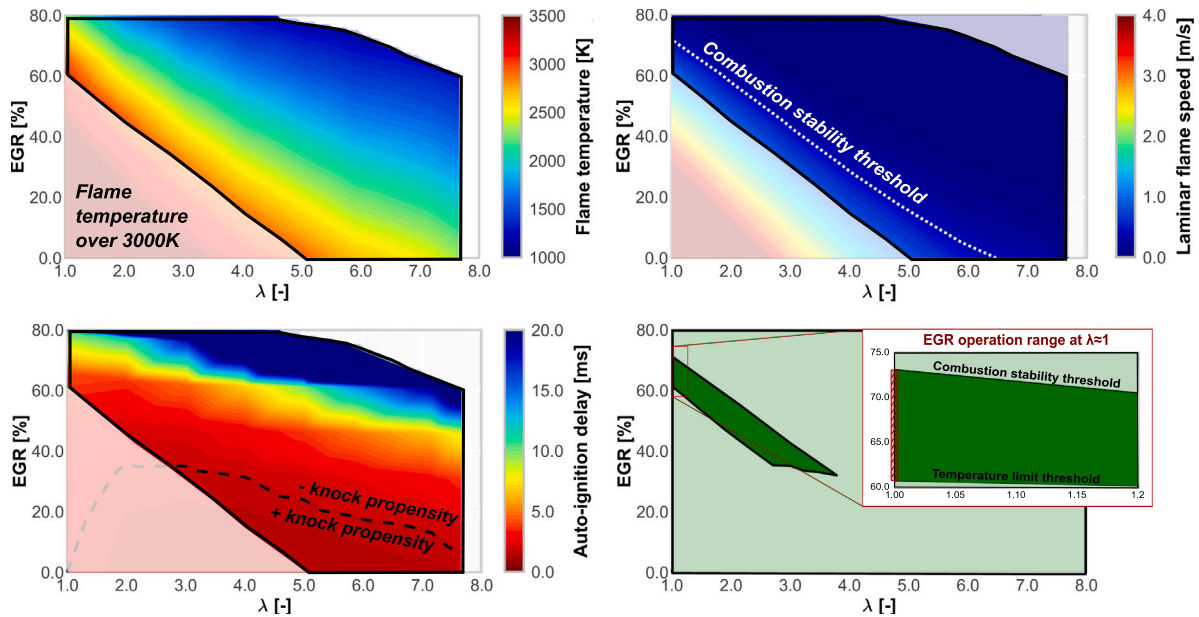 80.0
60.0
40.0
20.0
0.0
EGR [%]
1.0 2.0 3.0 4.0 5.0 6.0 7.0 8.0
λ [-]
Flame
temperature
over 3000K
3500
3000
2500
2000
1500
1000
Flame temperature [K]
80.0
60.0
40.0
20.0
0.0
EGR [%]
1.0 2.0 3.0 4.0 5.0 6.0 7.0 8.0
λ [-]
Combustion stability threshold
4.0
3.0
2.0
1.0
0.0
Laminar flame speed [m/s]
80.0
60.0
40.0
20.0
0.0
EGR [%]
1.0 2.0 3.0 4.0 5.0 6.0 7.0 8.0
λ [-]
- knock propensity
+ knock propensity
20.0
15.0
10.0
5.0
0.0
Auto-ignition delay [ms]
80.0
60.0
40.0
20.0
0.0
EGR [%]
1.0 2.0 3.0 4.0 5.0 6.0 7.0 8.0
λ [-]
EGR operation range at λ≈1
75.0
70.0
65.0
60.0
Combustion stability threshold
Temperature limit threshold
1.00 1.05 1.10 1.15 1.2